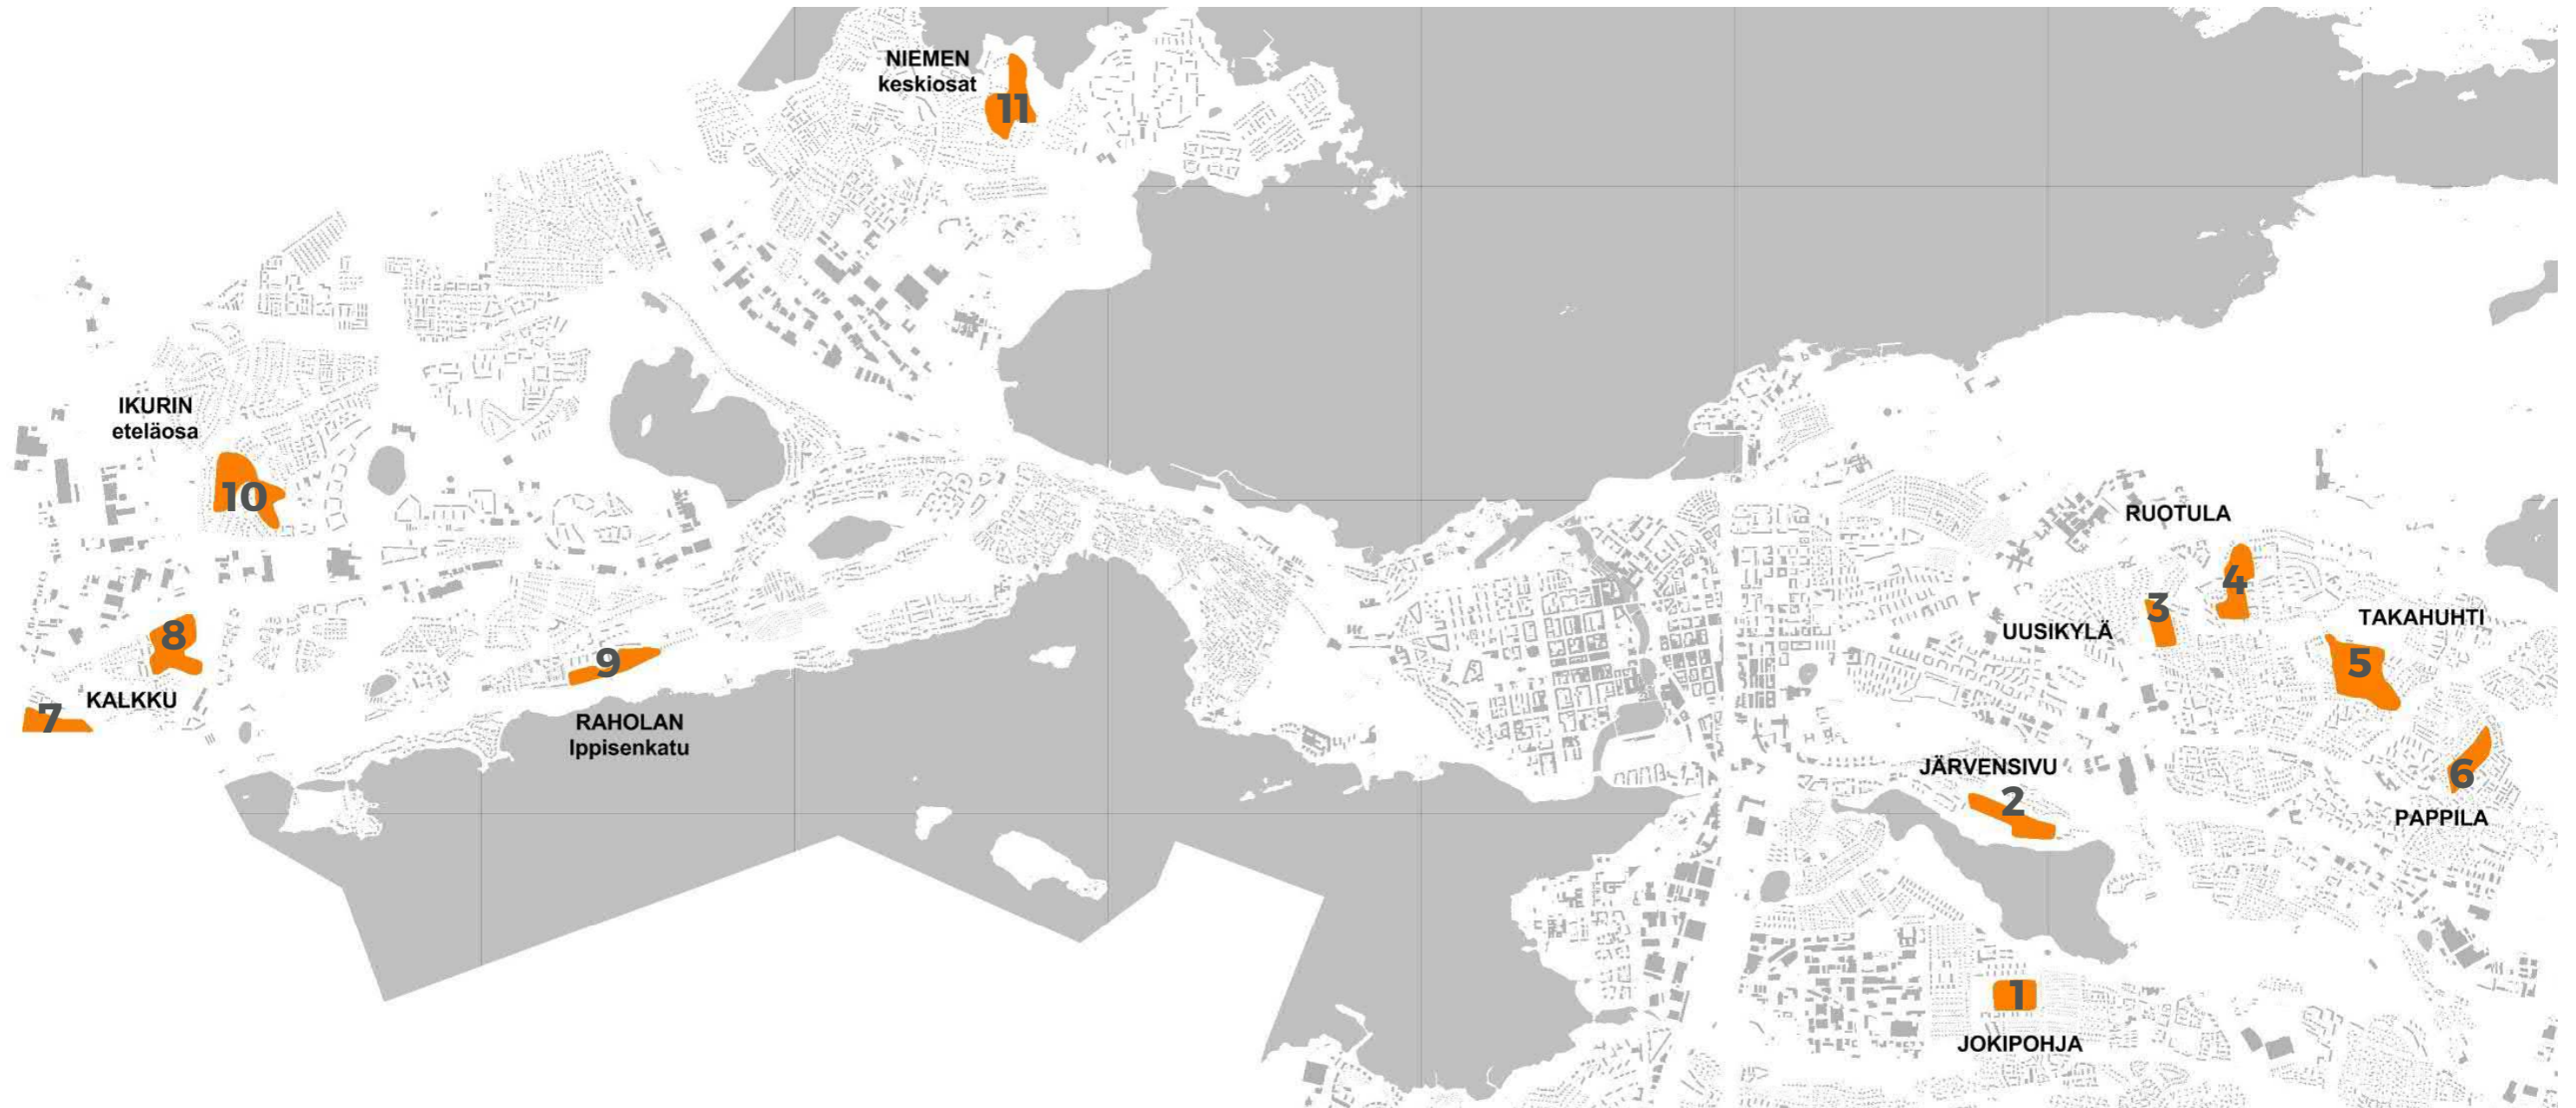 NIEMEN
keskiosat
11
IKURIN
eteläosa
10
RUOTULA
4
3
UUSIKYLÄ
TAKAHUHTI
5
8
KALKKU
7
9
RAHOLAN
Ippisenkatu
JÄRVENSIVU
2
6
PAPPILA
1
JOKIPOHJA